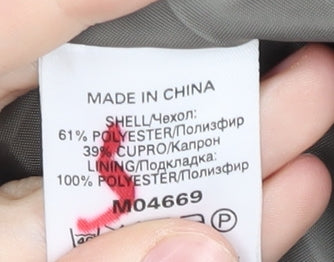 MADE IN CHINA
SHELL/Чехол:
61% POLYESTER/Полиэфир
39% CUPRO/Капрон
LINING/Подкладка:
100% POLYESTER/Полиэфир
M04669
P